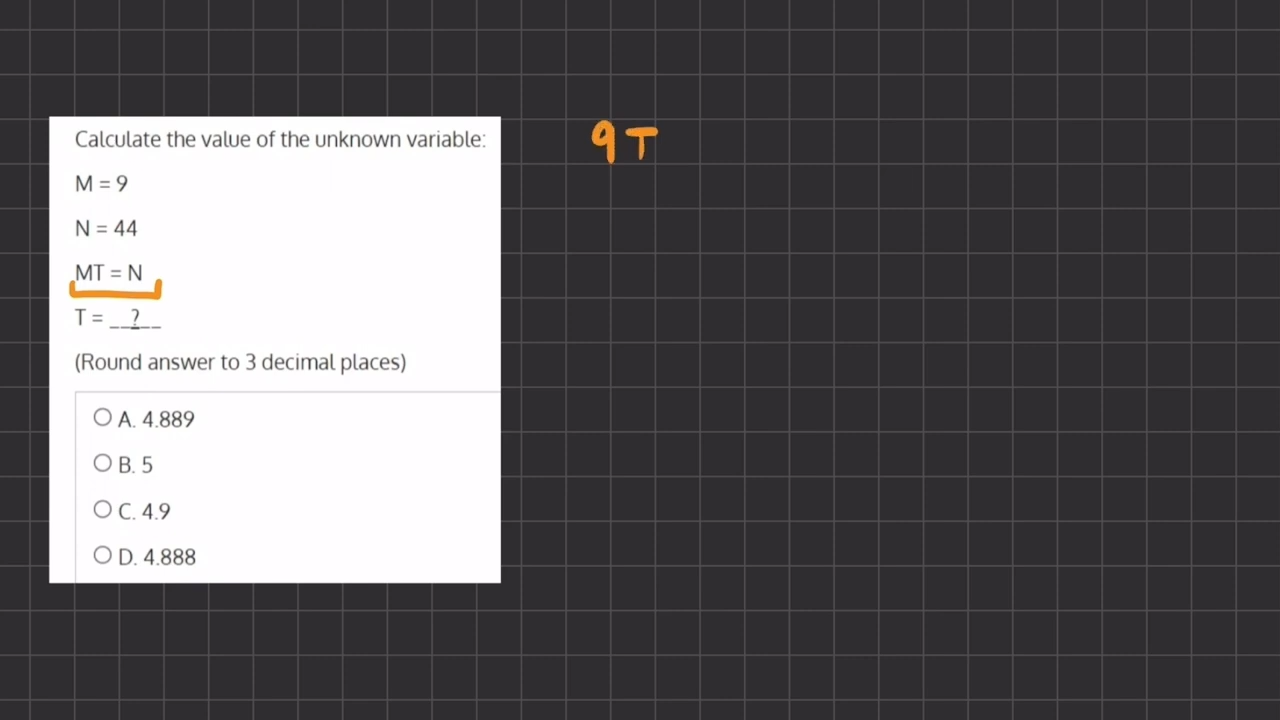 Calculate the value of the unknown variable:
9T
M = 9
N = 44
MT = N
T = __?__
(Round answer to 3 decimal places)
A. 4.889
B. 5
C. 4.9
D. 4.888